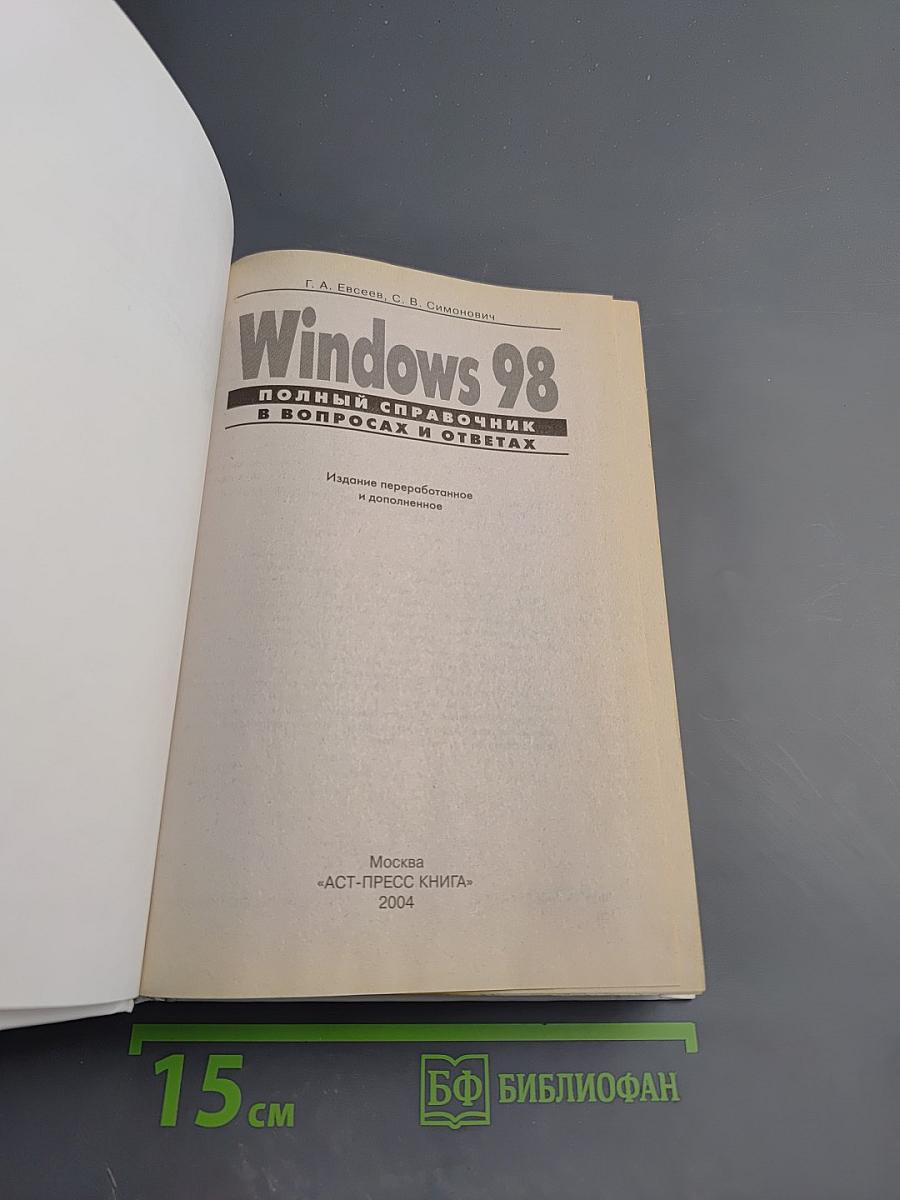 Г. А. Евсеев, С. В. Симонович
Windows 98
ПОЛНЫЙ СПРАВОЧНИК
В ВОПРОСАХ И ОТВЕТАХ
Издание переработанное
и дополненное
Москва
«АСТ-ПРЕСС КНИГА»
2004
15 см
БФ БИБЛИОФАН